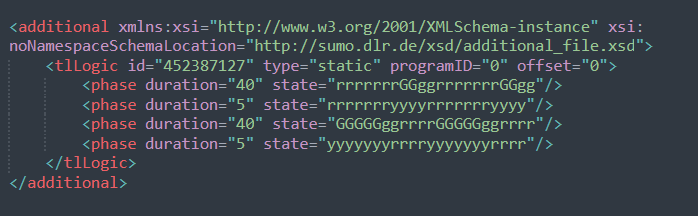 <additional xmlns:xsi="http://www.w3.org/2001/XMLSchema-instance" xsi:
noNamespaceSchemaLocation="http://sumo.dlr.de/xsd/additional_file.xsd">
<tlLogic id="452387127" type="static" programID="0" offset="0">
<phase duration="40" state="rrrrrrrGGggrrrrrrrGGgg"/>
<phase duration="5" state="rrrrrrryyyyrrrrrrryyyy"/>
<phase duration="40" state="GGGGGggrrrrGGGGGggrrrr"/>
<phase duration="5" state="yyyyyyyrrrryyyyyyyrrrr"/>
</tlLogic>
</additional>